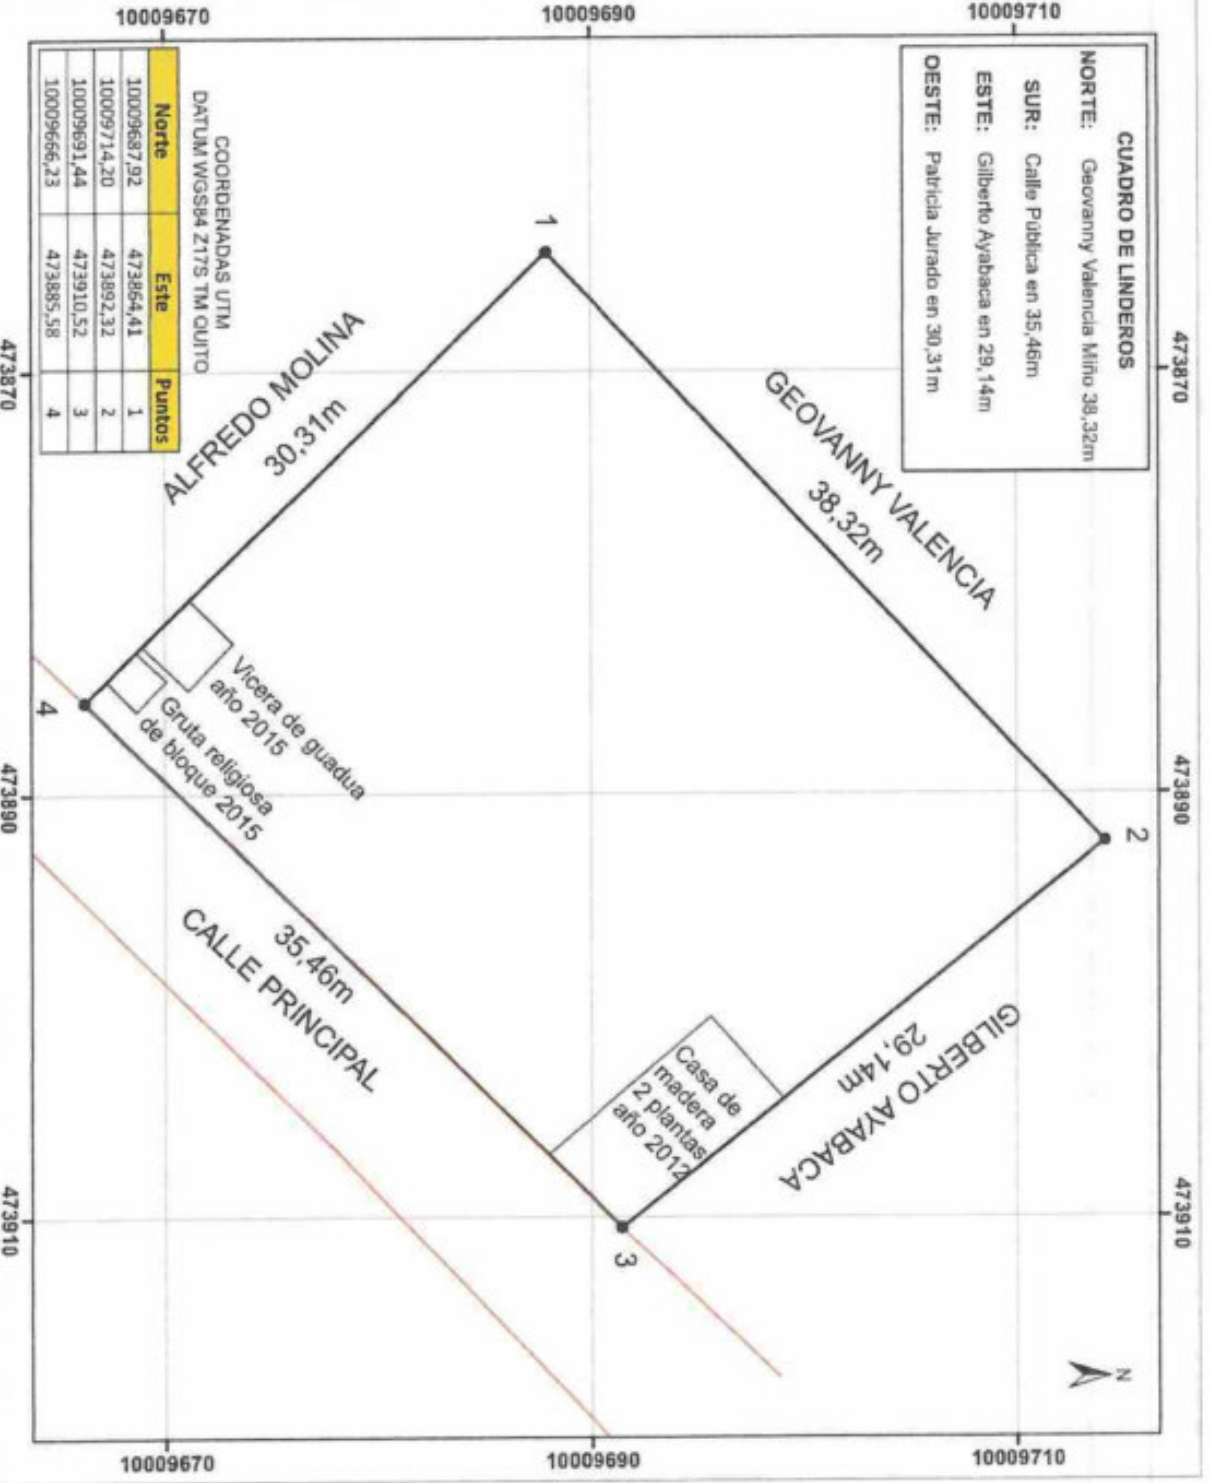 CUADRO DE LINDEROS
NORTE: Geovanny Valencia Miño 38,32m
SUR: Calle Pública en 35,46m
ESTE: Gilberto Ayabaca en 29,14m
OESTE: Patricia Jurado en 30,31m
473870
473890
473910
10009710
10009690
10009670
N
2
GEOVANNY VALENCIA
38,32m
GILBERTO AYABACA
29,14m
1
3
Casa de
madera
2 plantas
año 2012
ALFREDO MOLINA
30,31m
Vicera de guadua
año 2015
Gruta religiosa
de bloque 2015
35,46m
CALLE PRINCIPAL
4
COORDENADAS UTM
DATUM WGS84 Z17S TM QUITO
Norte Este Puntos
10009687,92 473864,41 1
10009714,20 473892,32 2
10009691,44 473910,52 3
10009666,23 473885,58 4
10009710
10009690
10009670
473870
473890
473910